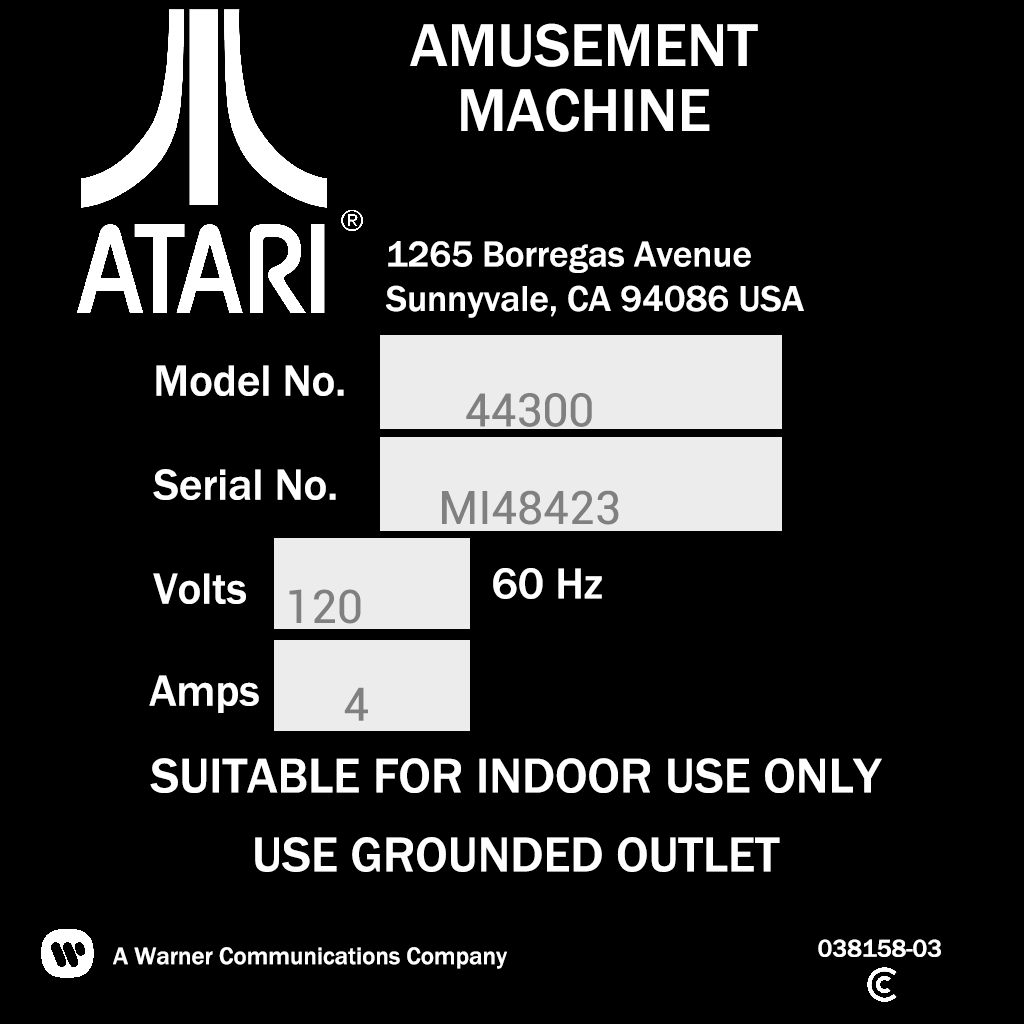 AMUSEMENT
MACHINE
ATARI®
1265 Borregas Avenue
Sunnyvale, CA 94086 USA
Model No. 44300
Serial No. MI48423
Volts 120 60 Hz
Amps 4
SUITABLE FOR INDOOR USE ONLY
USE GROUNDED OUTLET
A Warner Communications Company
038158-03